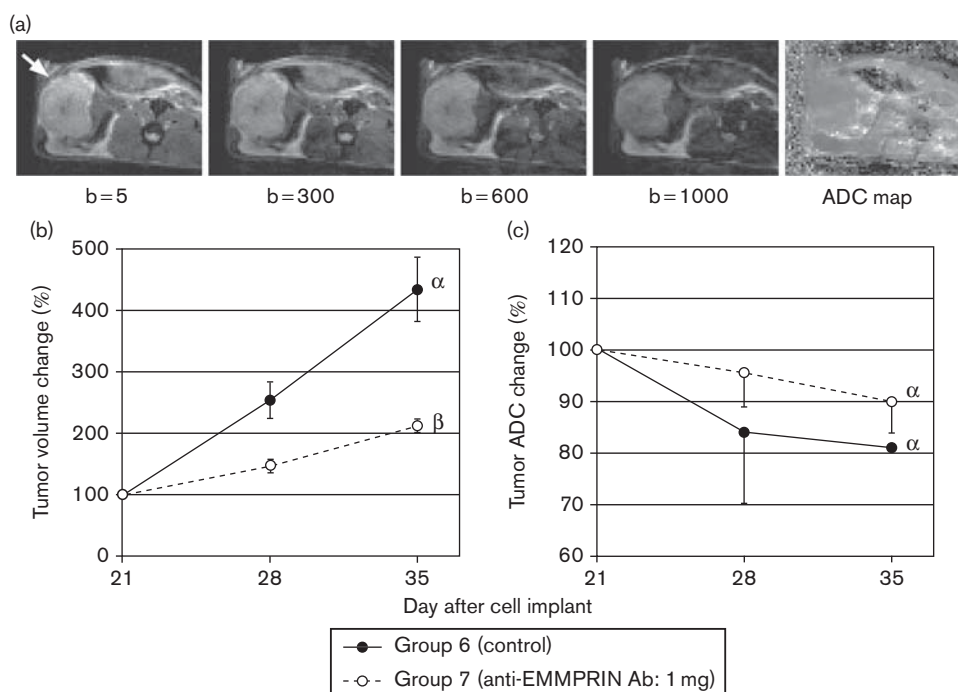 (a)
b=5
b=300
b=600
b=1000
ADC map
(b)
Tumor volume change (%)
500
400
300
200
100
0
α
β
21
28
35
(c)
Tumor ADC change (%)
120
110
100
90
80
70
60
α
α
21
28
35
Day after cell implant
Group 6 (control)
Group 7 (anti-EMMPRIN Ab: 1 mg)